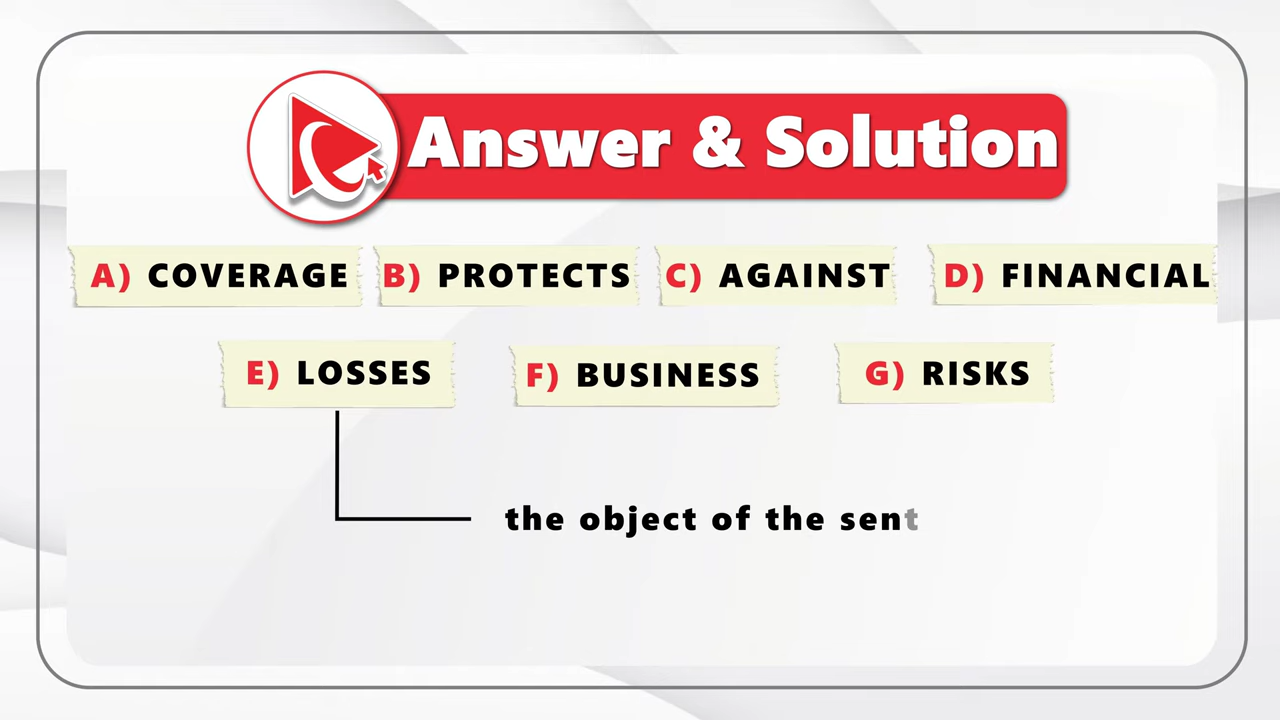 Answer & Solution
A) COVERAGE B) PROTECTS C) AGAINST D) FINANCIAL
E) LOSSES F) BUSINESS G) RISKS
the object of the sent